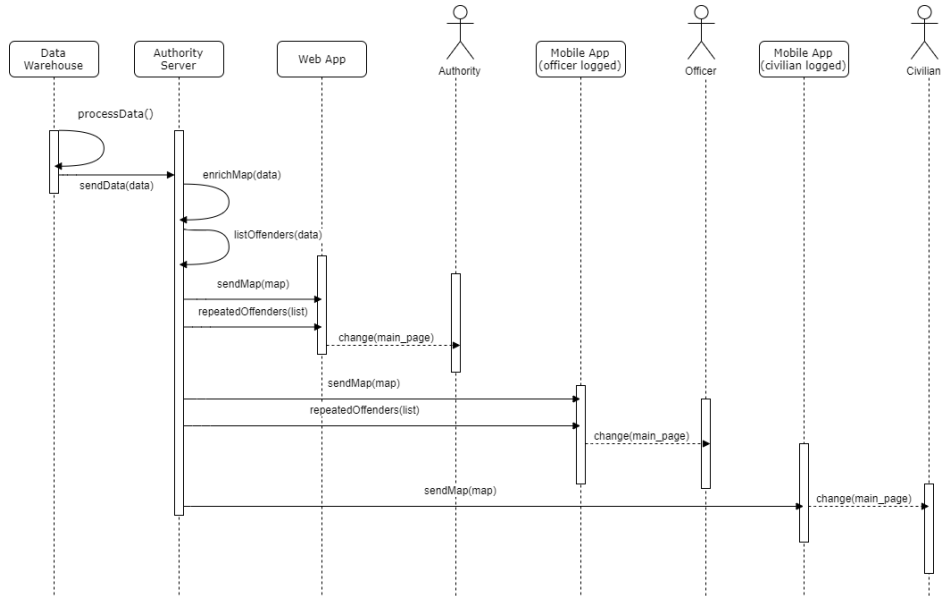 Data
Warehouse
Authority
Server
Web App
Authority
Mobile App
(officer logged)
Officer
Mobile App
(civilian logged)
Civilian
processData()
sendData(data)
enrichMap(data)
listOffenders(data)
sendMap(map)
repeatedOffenders(list)
change(main_page)
sendMap(map)
repeatedOffenders(list)
change(main_page)
sendMap(map)
change(main_page)